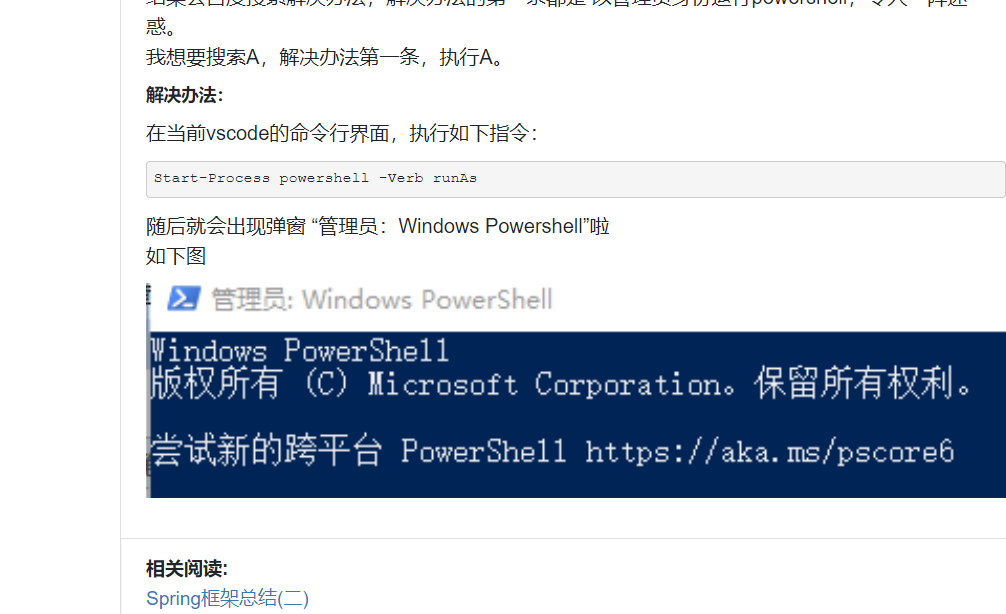 惑。
我想要搜索A，解决办法第一条，执行A。
解决办法：
在当前vscode的命令行界面，执行如下指令：
Start-Process powershell -Verb runAs
随后就会出现弹窗 “管理员：Windows Powershell”啦
如下图
管理员: Windows PowerShell
Windows PowerShell
版权所有 (C) Microsoft Corporation。保留所有权利。
尝试新的跨平台 PowerShell https://aka.ms/pscore6
相关阅读:
Spring框架总结(二)